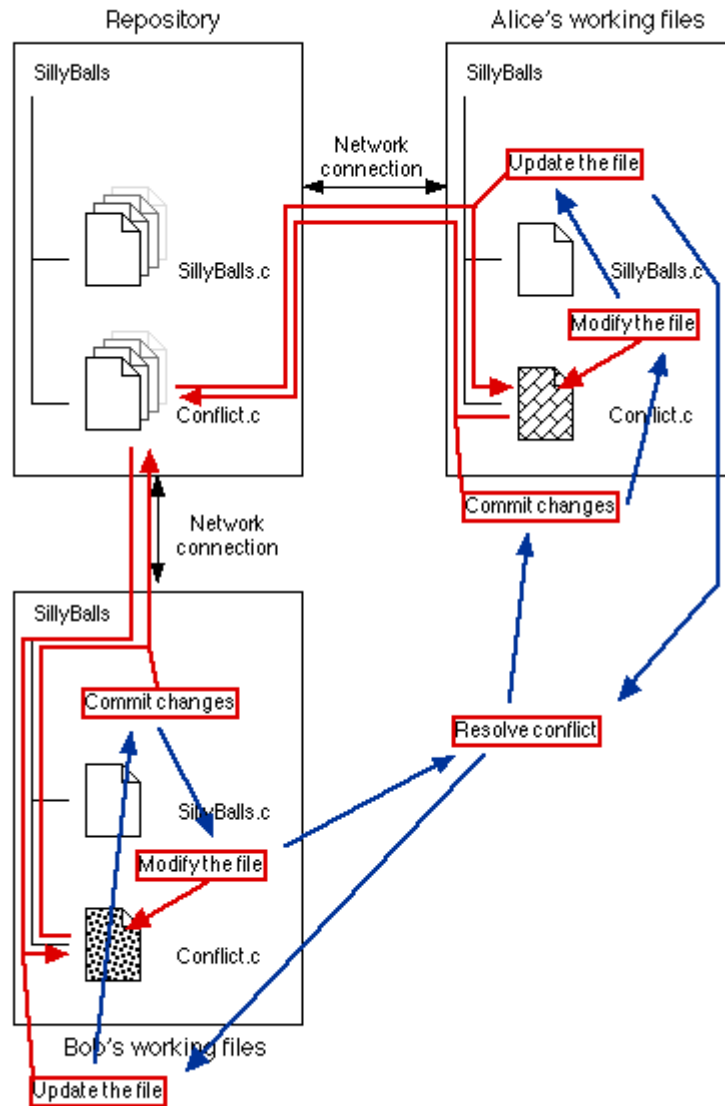 Repository
Alice's working files
SillyBalls
SillyBalls
Network
connection
Update the file
SillyBalls.c
SillyBalls.c
Modify the file
Conflict.c
Conflict.c
Commit changes
Network
connection
SillyBalls
Commit changes
Resolve conflict
SillyBalls.c
Modify the file
Conflict.c
Bob's working files
Update the file